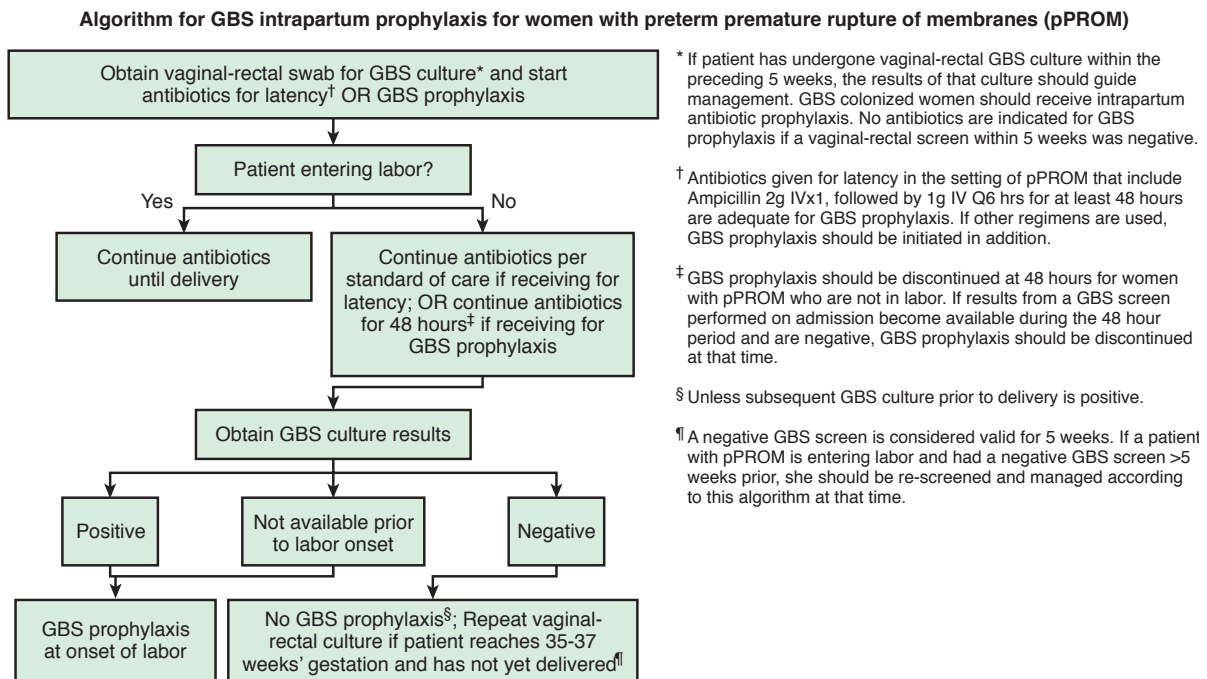 Algorithm for GBS intrapartum prophylaxis for women with preterm premature rupture of membranes (pPROM)
Obtain vaginal-rectal swab for GBS culture* and start
antibiotics for latency† OR GBS prophylaxis
Patient entering labor?
Yes
No
Continue antibiotics
until delivery
Continue antibiotics per
standard of care if receiving for
latency; OR continue antibiotics
for 48 hours‡ if receiving for
GBS prophylaxis
Obtain GBS culture results
Positive
Not available prior
to labor onset
Negative
GBS prophylaxis
at onset of labor
No GBS prophylaxis§; Repeat vaginal-
rectal culture if patient reaches 35-37
weeks’ gestation and has not yet delivered¶
* If patient has undergone vaginal-rectal GBS culture within the
preceding 5 weeks, the results of that culture should guide
management. GBS colonized women should receive intrapartum
antibiotic prophylaxis. No antibiotics are indicated for GBS
prophylaxis if a vaginal-rectal screen within 5 weeks was negative.
† Antibiotics given for latency in the setting of pPROM that include
Ampicillin 2g IVx1, followed by 1g IV Q6 hrs for at least 48 hours
are adequate for GBS prophylaxis. If other regimens are used,
GBS prophylaxis should be initiated in addition.
‡ GBS prophylaxis should be discontinued at 48 hours for women
with pPROM who are not in labor. If results from a GBS screen
performed on admission become available during the 48 hour
period and are negative, GBS prophylaxis should be discontinued
at that time.
§ Unless subsequent GBS culture prior to delivery is positive.
¶ A negative GBS screen is considered valid for 5 weeks. If a patient
with pPROM is entering labor and had a negative GBS screen >5
weeks prior, she should be re-screened and managed according
to this algorithm at that time.